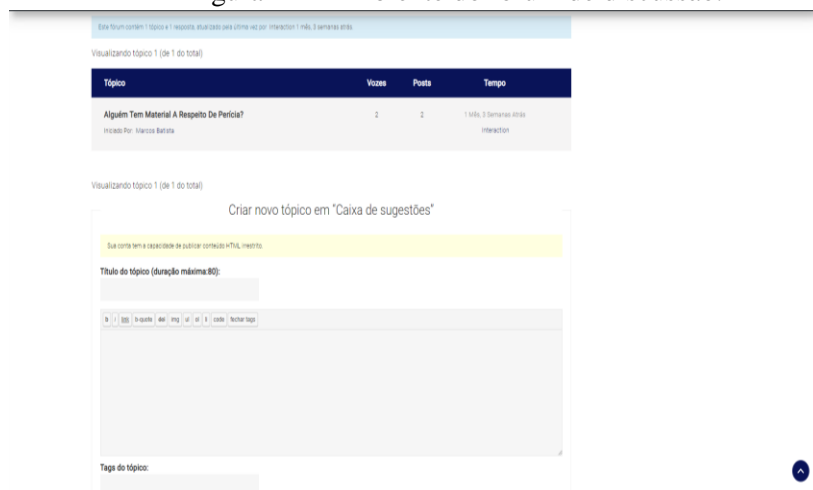 Este fórum contém 1 tópico e 1 resposta, atualizado pela última vez por Interaction 1 mês, 3 semanas atrás.
Visualizando tópico 1 (de 1 do total)
Tópico Vozes Posts Tempo
Alguém Tem Material A Respeito De Perícia? 2 2 1 Mês, 3 Semanas Atrás
Iniciado Por: Marcos Batista Interaction
Visualizando tópico 1 (de 1 do total)
Criar novo tópico em "Caixa de sugestões"
Sua conta tem a capacidade de publicar conteúdo HTML irrestrito.
Título do tópico (duração máxima:80):
b i link b-quote del img ul ol li code fechar tags
Tags do tópico: